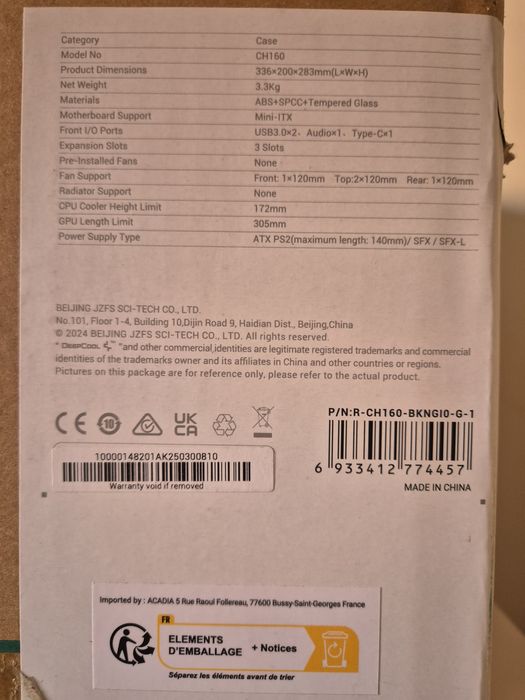 Category Case
Model No CH160
Product Dimensions 336×200×283mm(L×W×H)
Net Weight 3.3Kg
Materials ABS+SPCC+Tempered Glass
Motherboard Support Mini-ITX
Front I/O Ports USB3.0×2、Audio×1、Type-C×1
Expansion Slots 3 Slots
Pre-Installed Fans None
Fan Support Front: 1×120mm Top:2×120mm Rear: 1×120mm
Radiator Support None
CPU Cooler Height Limit 172mm
GPU Length Limit 305mm
Power Supply Type ATX PS2(maximum length: 140mm)/ SFX / SFX-L
BEIJING JZFS SCI-TECH CO., LTD.
No.101, Floor 1-4, Building 10,Dijin Road 9, Haidian Dist., Beijing,China
© 2024 BEIJING JZFS SCI-TECH CO., LTD. All rights reserved.
" DEEPCOOL ™ "and other commercial,identities are legitimate registered trademarks and commercial
identities of the trademarks owner and its affiliates in China and other countries or regions.
Pictures on this package are for reference only, please refer to the actual product.
CE 10 UK CA
P/N:R-CH160-BKNGI0-G-1
10000148201AK250300810
Warranty void if removed
6 933412 774457
MADE IN CHINA
Imported by : ACADIA 5 Rue Raoul Follereau, 77600 Bussy-Saint-Georges France
FR
ELEMENTS
D'EMBALLAGE + Notices
Séparez les éléments avant de trier